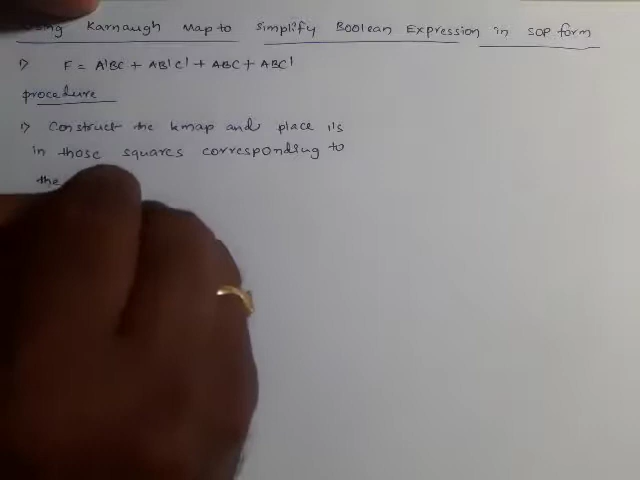 Using Karnaugh Map to Simplify Boolean Expression in SOP form
1) F = A'BC + AB'C' + ABC + ABC'
procedure
1) Construct the kmap and place 1's
in those squares corresponding to
the